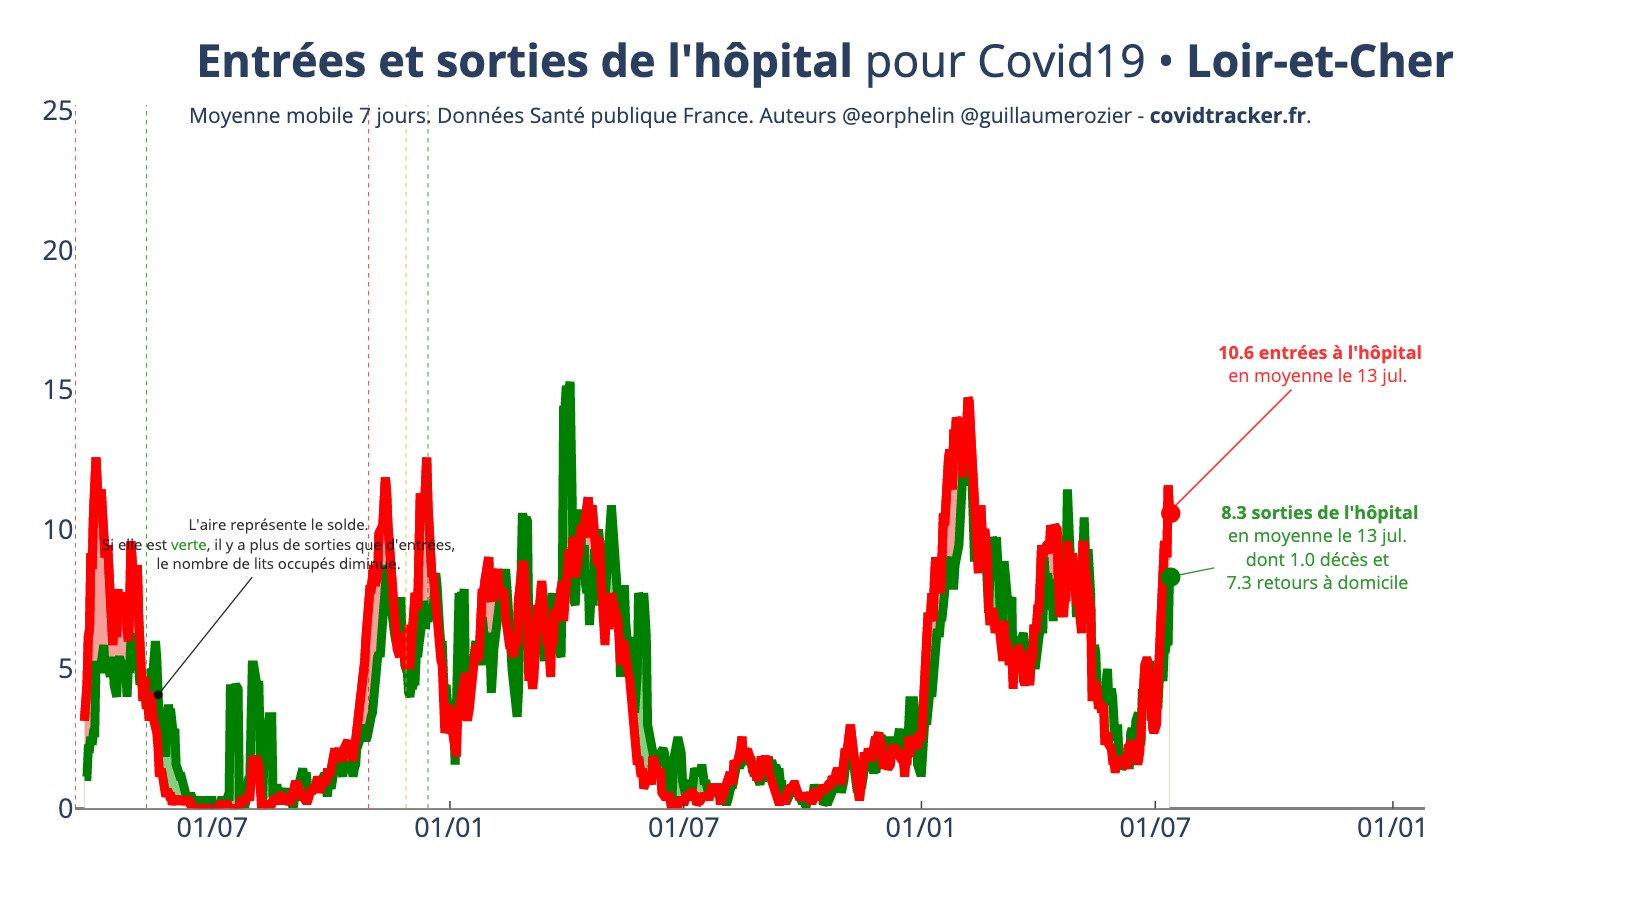 Entrées et sorties de l'hôpital pour Covid19 • Loir-et-Cher
Moyenne mobile 7 jours. Données Santé publique France. Auteurs @eorphelin @guillaumerozier - covidtracker.fr.
25
20
15
10
5
0
L'aire représente le solde.
Si elle est verte, il y a plus de sorties que d'entrées,
le nombre de lits occupés diminue.
10.6 entrées à l'hôpital
en moyenne le 13 jul.
8.3 sorties de l'hôpital
en moyenne le 13 jul.
dont 1.0 décès et
7.3 retours à domicile
01/07
01/01
01/07
01/01
01/07
01/01